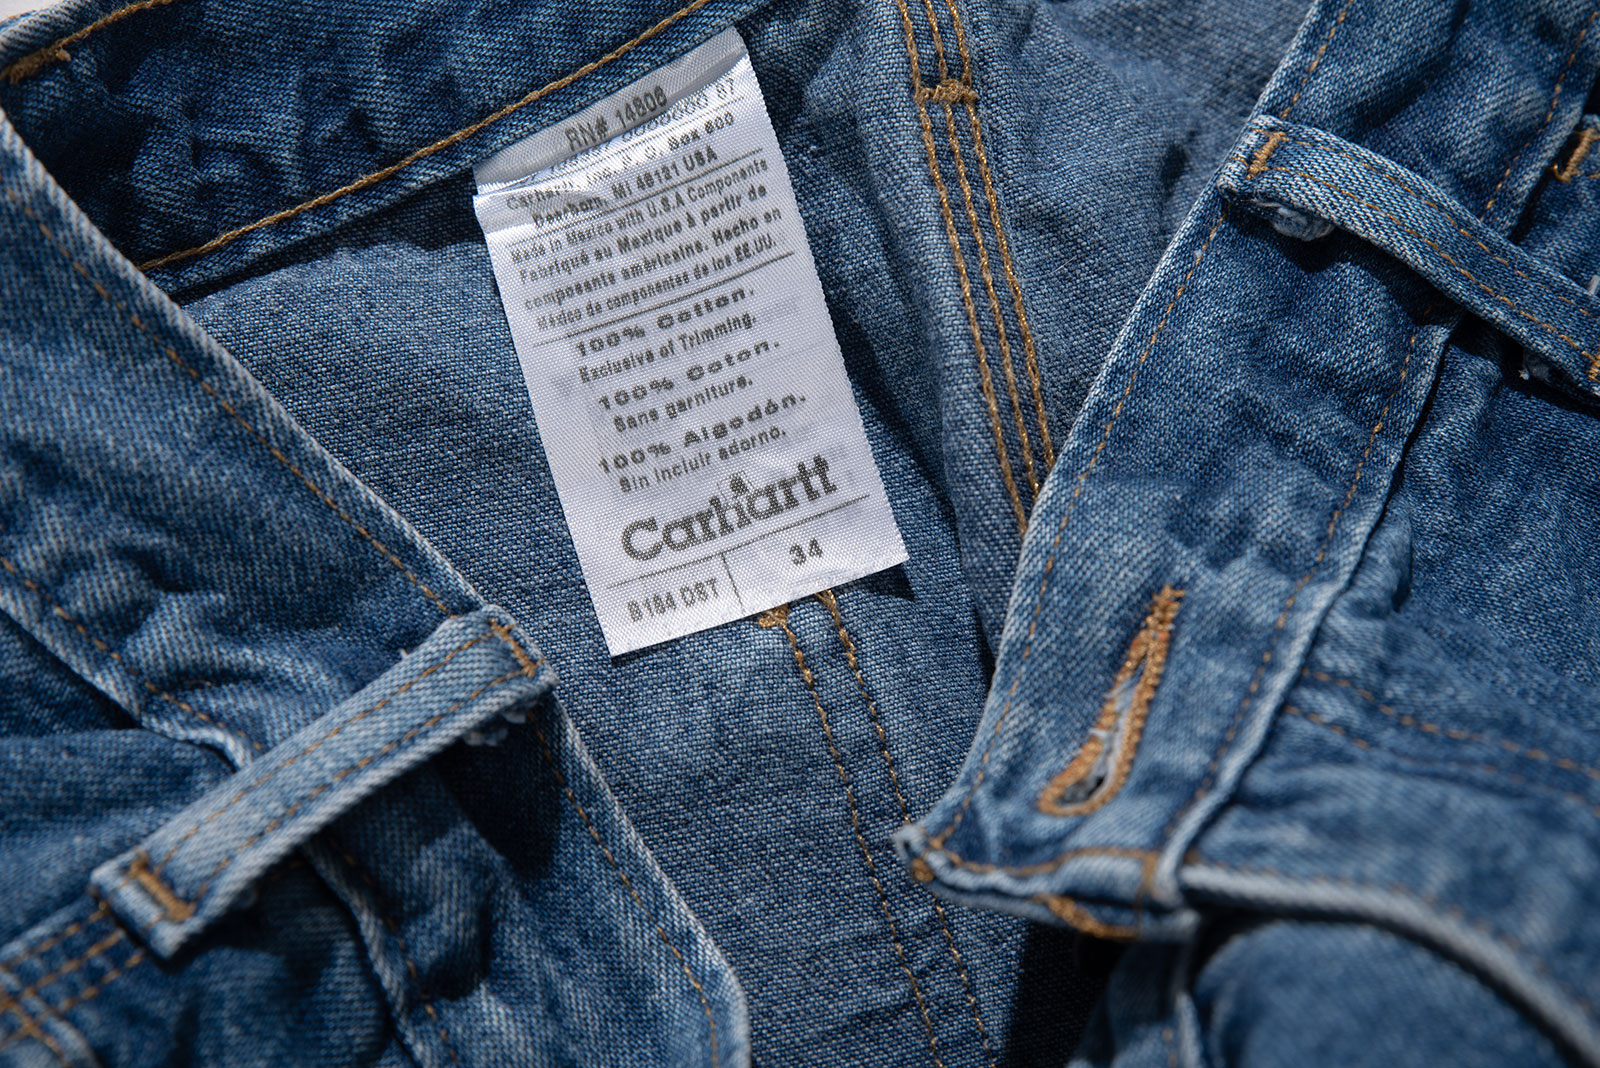 RN# 14806
Carhartt, Inc., P. O. Box 600
Dearborn, MI 48121 USA
Made in Mexico with U.S.A Components
Fabriqué au Mexique à partir de
composants américaine. Hecho en
México de componentes de los EE.UU.
100% Cotton.
Exclusive of Trimming.
100% Coton.
Sans garniture.
100% Algodón.
Sin incluir adorno.
Carhartt
B184 DST 34